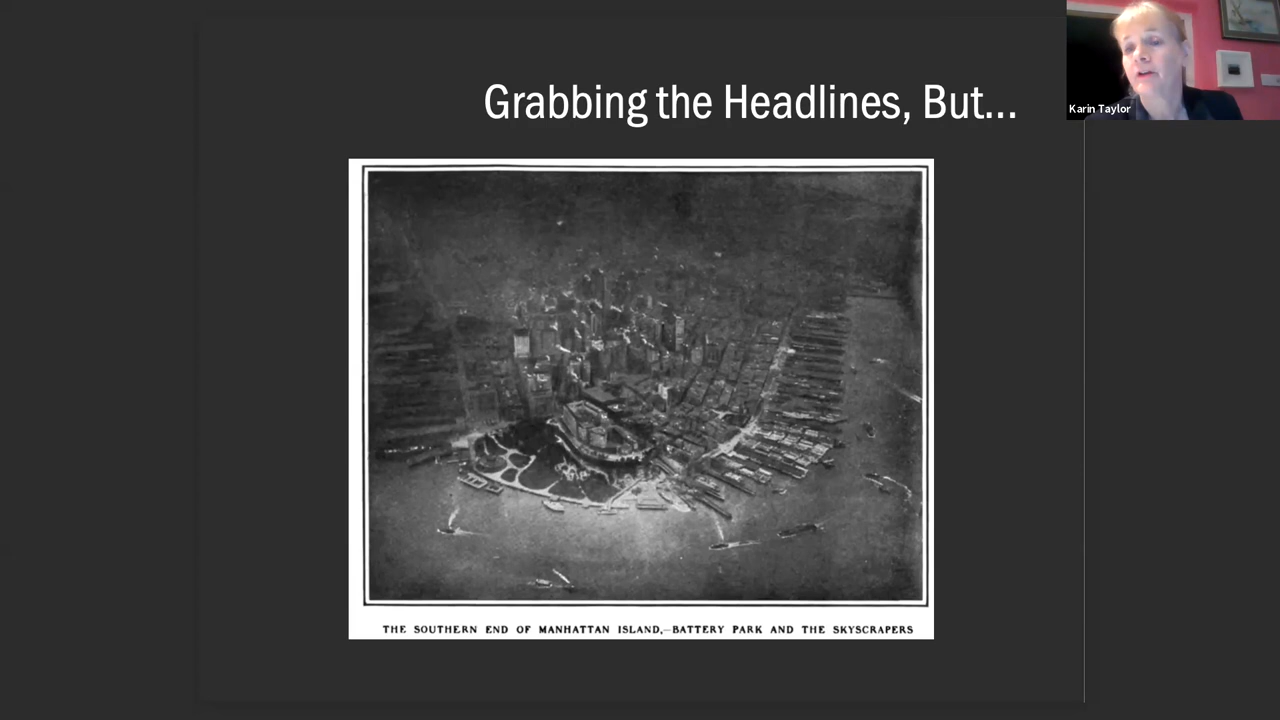 Grabbing the Headlines, But...
Karin Taylor
THE SOUTHERN END OF MANHATTAN ISLAND,—BATTERY PARK AND THE SKYSCRAPERS